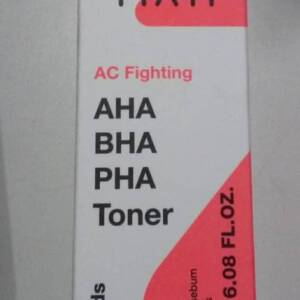 AC Fighting
AHA
BHA
PHA
Toner
6.08 FL.OZ.